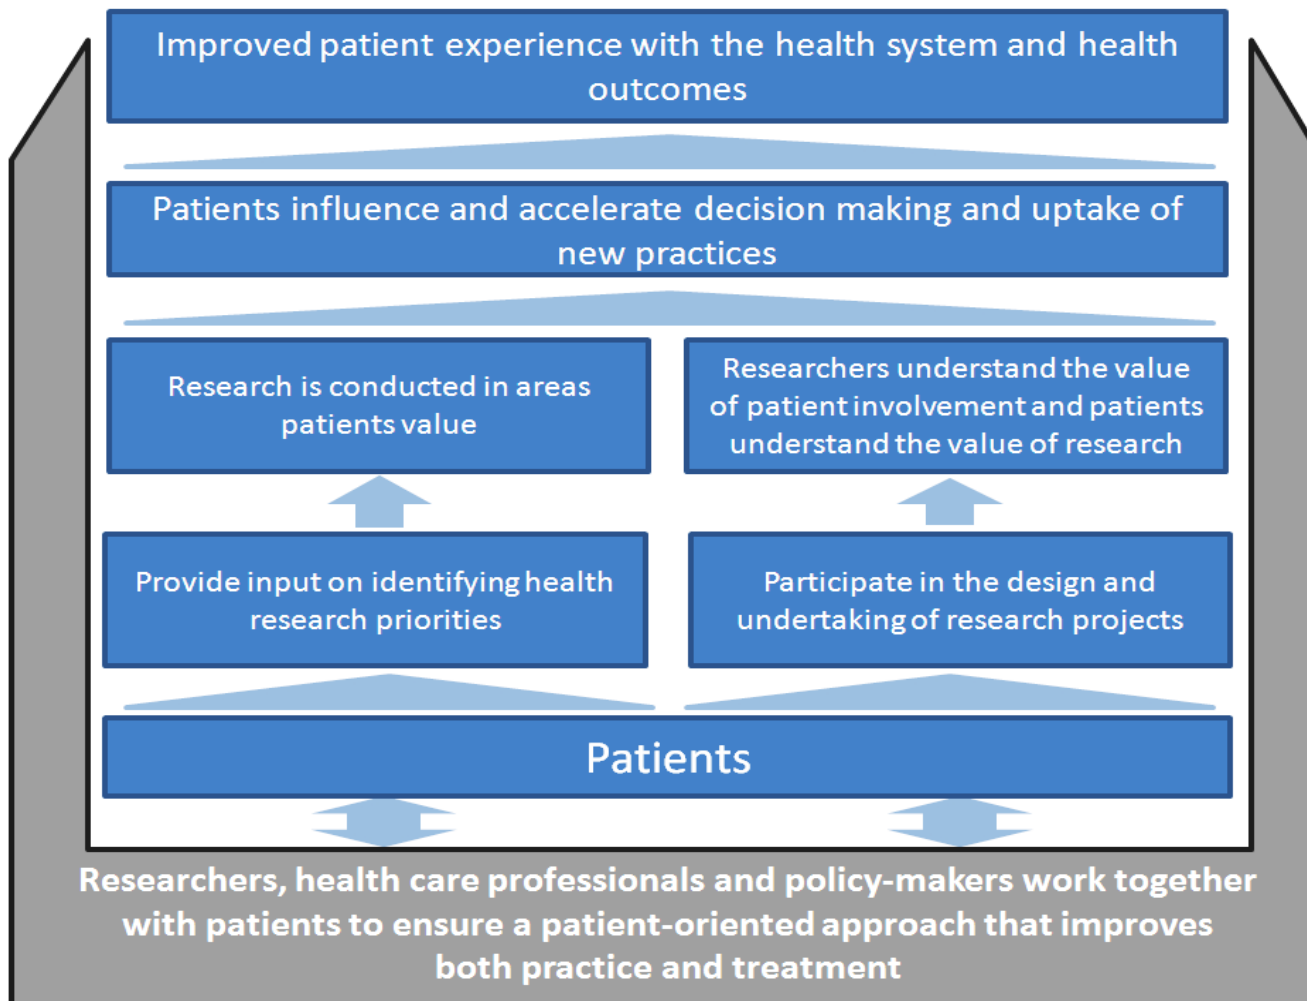 Improved patient experience with the health system and health
outcomes
Patients influence and accelerate decision making and uptake of
new practices
Research is conducted in areas
patients value
Researchers understand the value
of patient involvement and patients
understand the value of research
Provide input on identifying health
research priorities
Participate in the design and
undertaking of research projects
Patients
Researchers, health care professionals and policy-makers work together
with patients to ensure a patient-oriented approach that improves
both practice and treatment